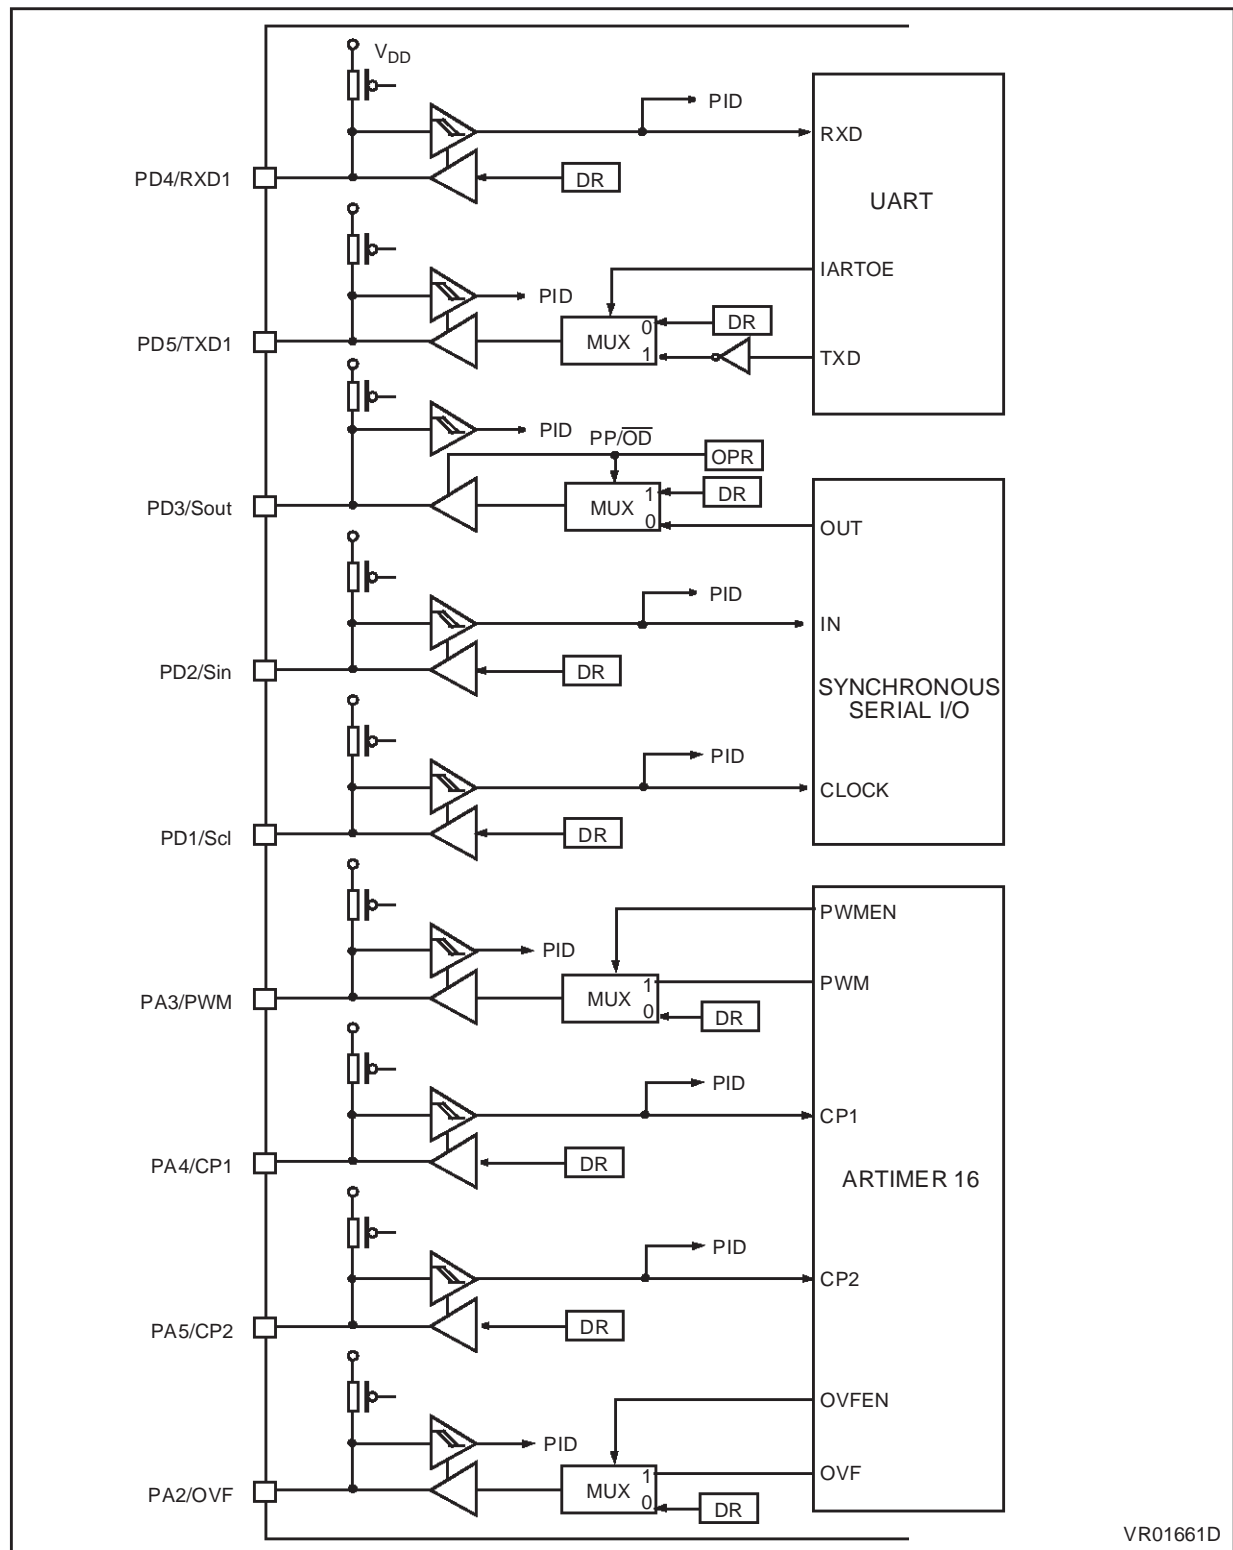 VDD
PID
RXD
PD4/RXD1
DR
UART
IARTOE
PID
DR
0
MUX
1
TXD
PD5/TXD1
PID
PP/OD
OPR
DR
1
MUX
0
PD3/Sout
OUT
PID
IN
PD2/Sin
DR
SYNCHRONOUS
SERIAL I/O
PID
CLOCK
PD1/Scl
DR
PWMEN
PID
PWM
1
MUX
0
PA3/PWM
DR
PID
CP1
PA4/CP1
DR
ARTIMER 16
PID
CP2
PA5/CP2
DR
OVFEN
PID
OVF
1
MUX
0
PA2/OVF
DR
VR01661D